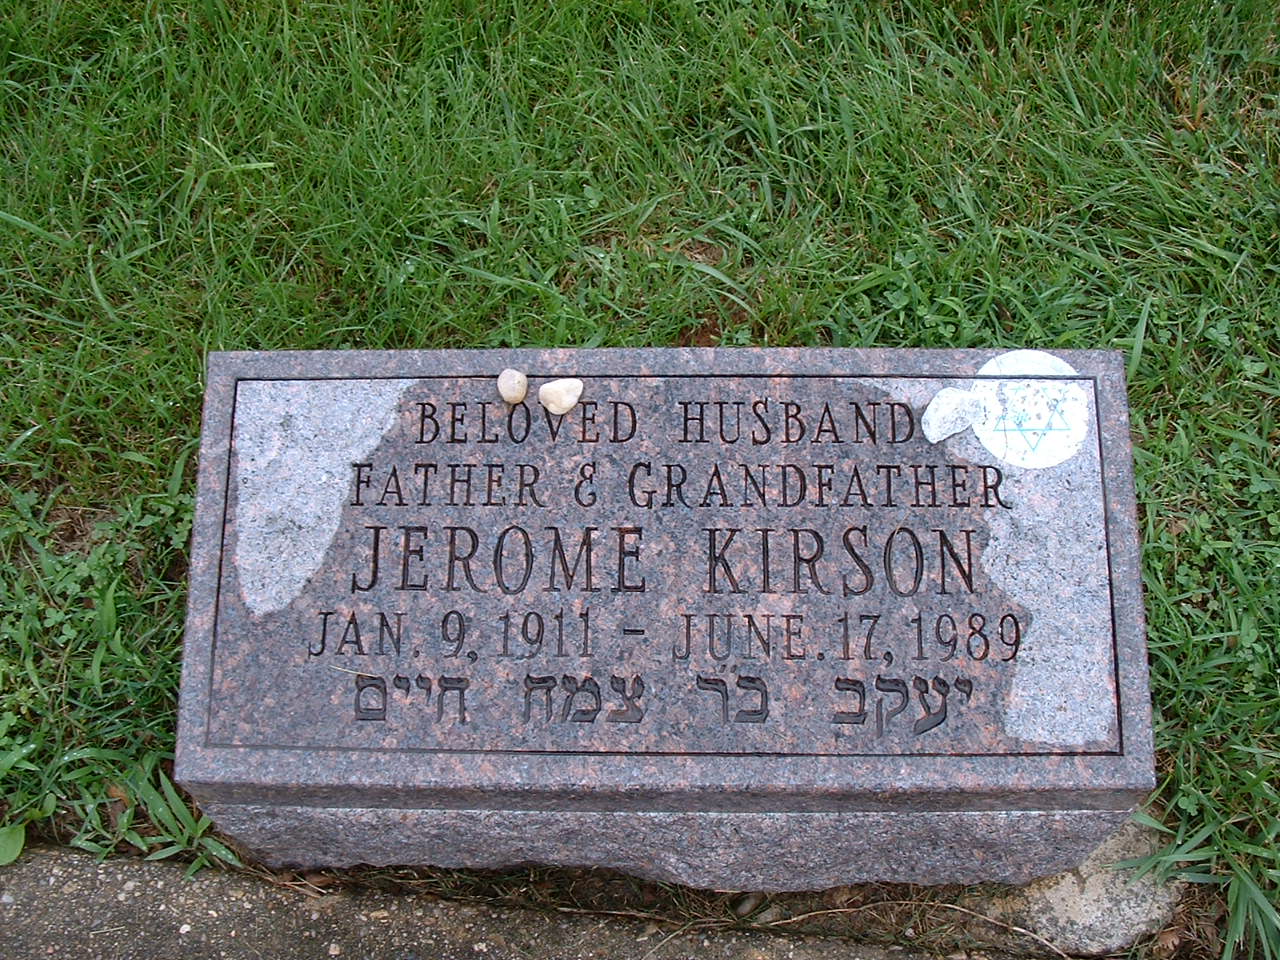 BELOVED HUSBAND
FATHER & GRANDFATHER
JEROME KIRSON
JAN. 9, 1911 - JUNE. 17, 1989
יעקב בר צמח חיים